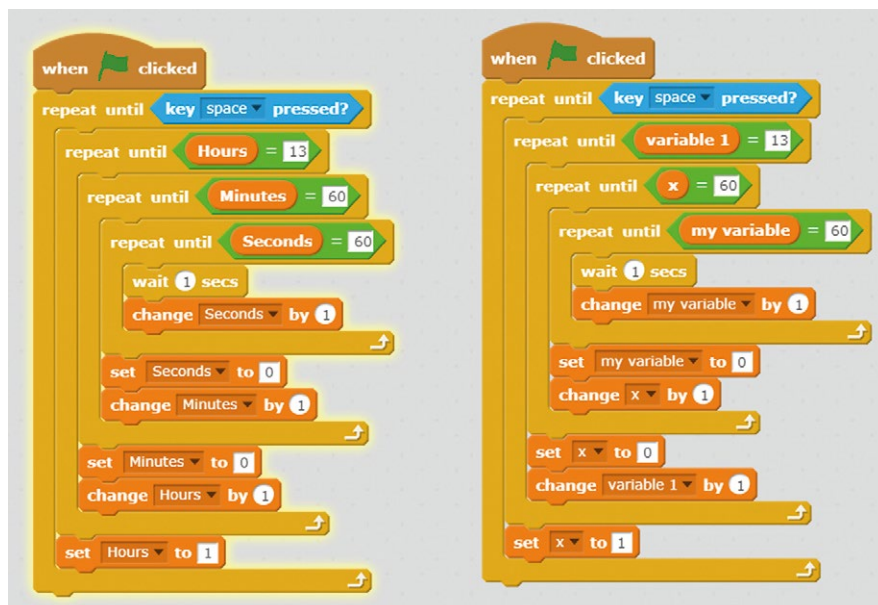 when clicked
repeat until key space pressed?
repeat until Hours = 13
repeat until Minutes = 60
repeat until Seconds = 60
wait 1 secs
change Seconds by 1
set Seconds to 0
change Minutes by 1
set Minutes to 0
change Hours by 1
set Hours to 1
when clicked
repeat until key space pressed?
repeat until variable 1 = 13
repeat until x = 60
repeat until my variable = 60
wait 1 secs
change my variable by 1
set my variable to 0
change x by 1
set x to 0
change variable 1 by 1
set x to 1